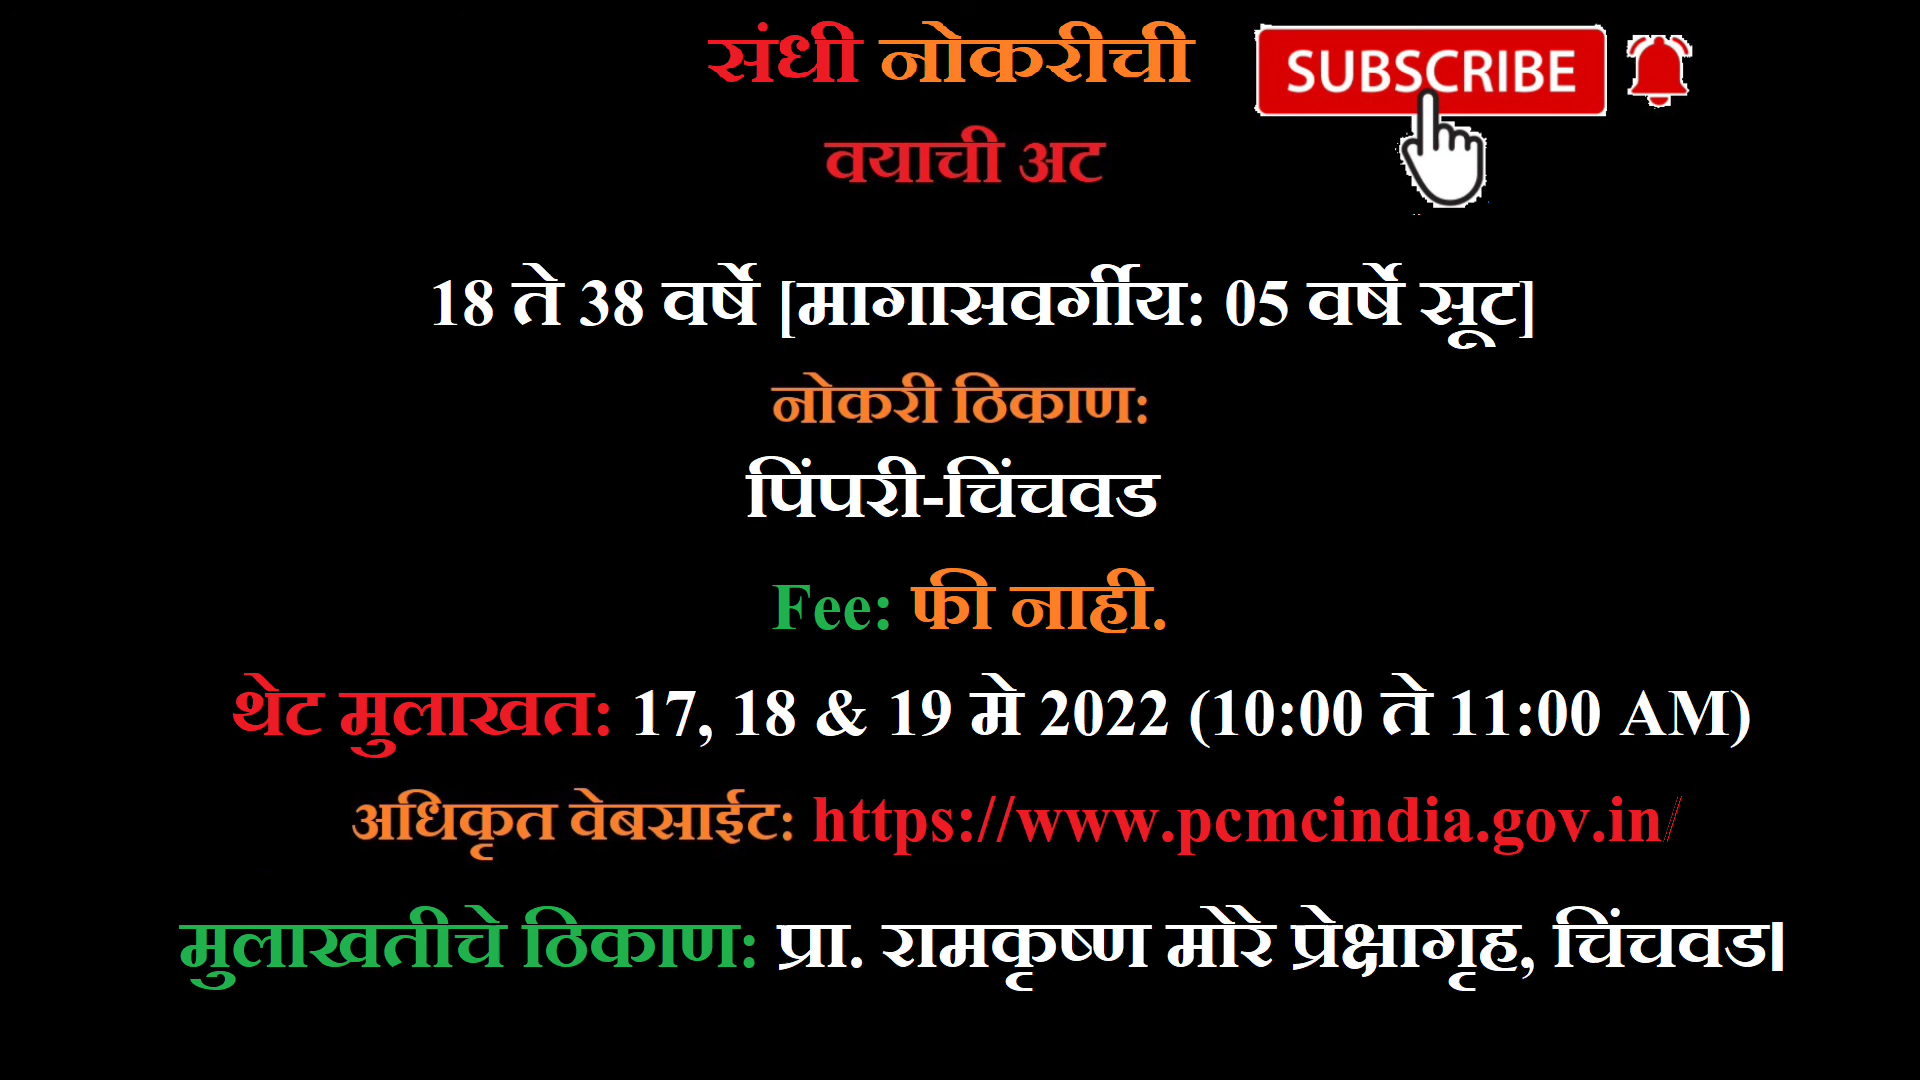 संधी नोकरीची
SUBSCRIBE
वयाची अट
18 ते 38 वर्षे [मागासवर्गीय: 05 वर्षे सूट]
नोकरी ठिकाण:
पिंपरी-चिंचवड
Fee: फी नाही.
थेट मुलाखत: 17, 18 & 19 मे 2022 (10:00 ते 11:00 AM)
अधिकृत वेबसाईट: https://www.pcmcindia.gov.in/
मुलाखतीचे ठिकाण: प्रा. रामकृष्ण मोरे प्रेक्षागृह, चिंचवड।